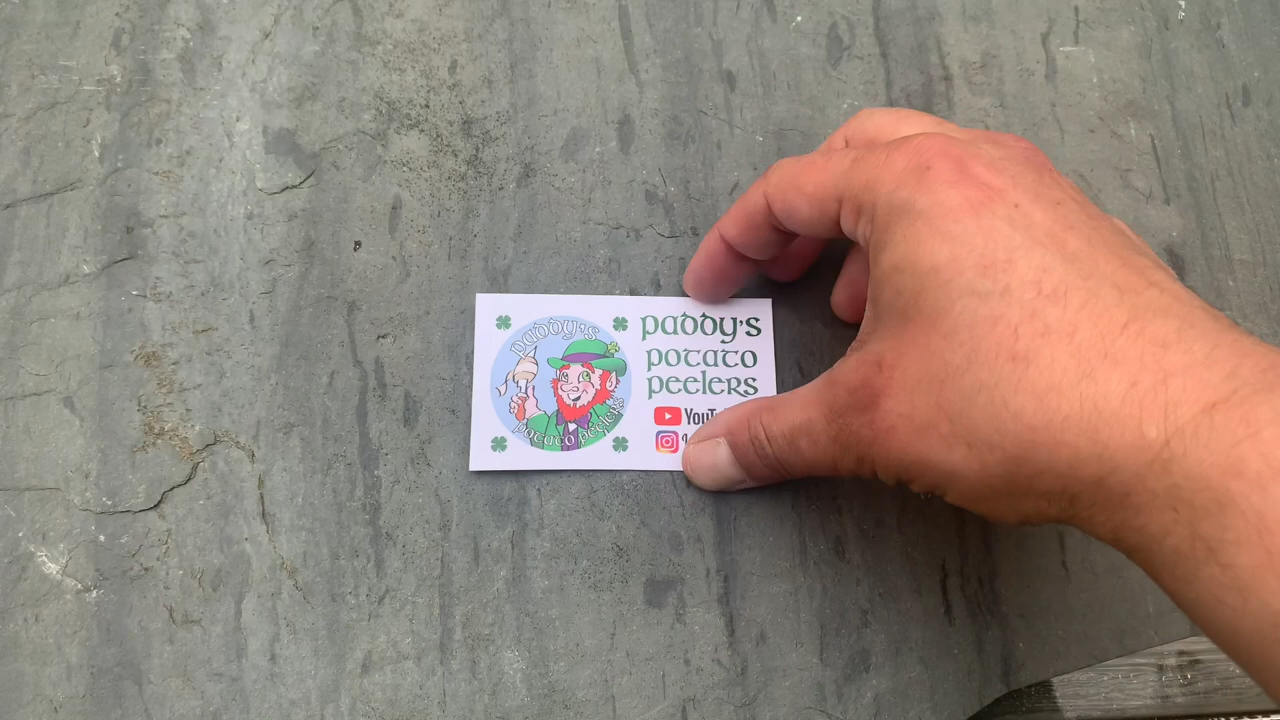 paddy's
potato peelers
paddy's
potato
peelers